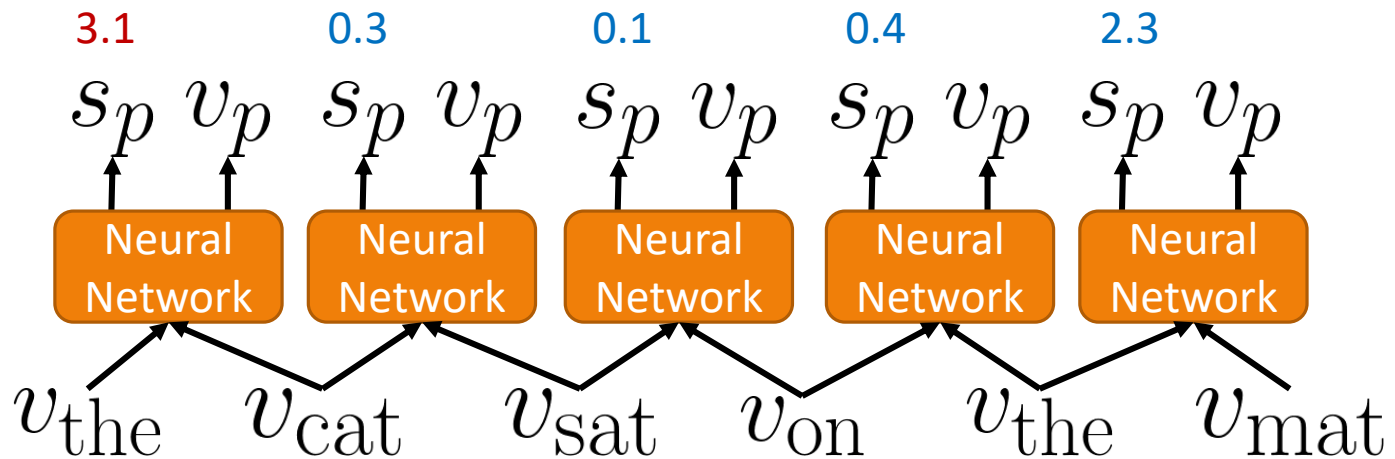 3.1 0.3 0.1 0.4 2.3
s_p v_p s_p v_p s_p v_p s_p v_p s_p v_p
Neural Neural Neural Neural Neural
Network Network Network Network Network
v_the v_cat v_sat v_on v_the v_mat